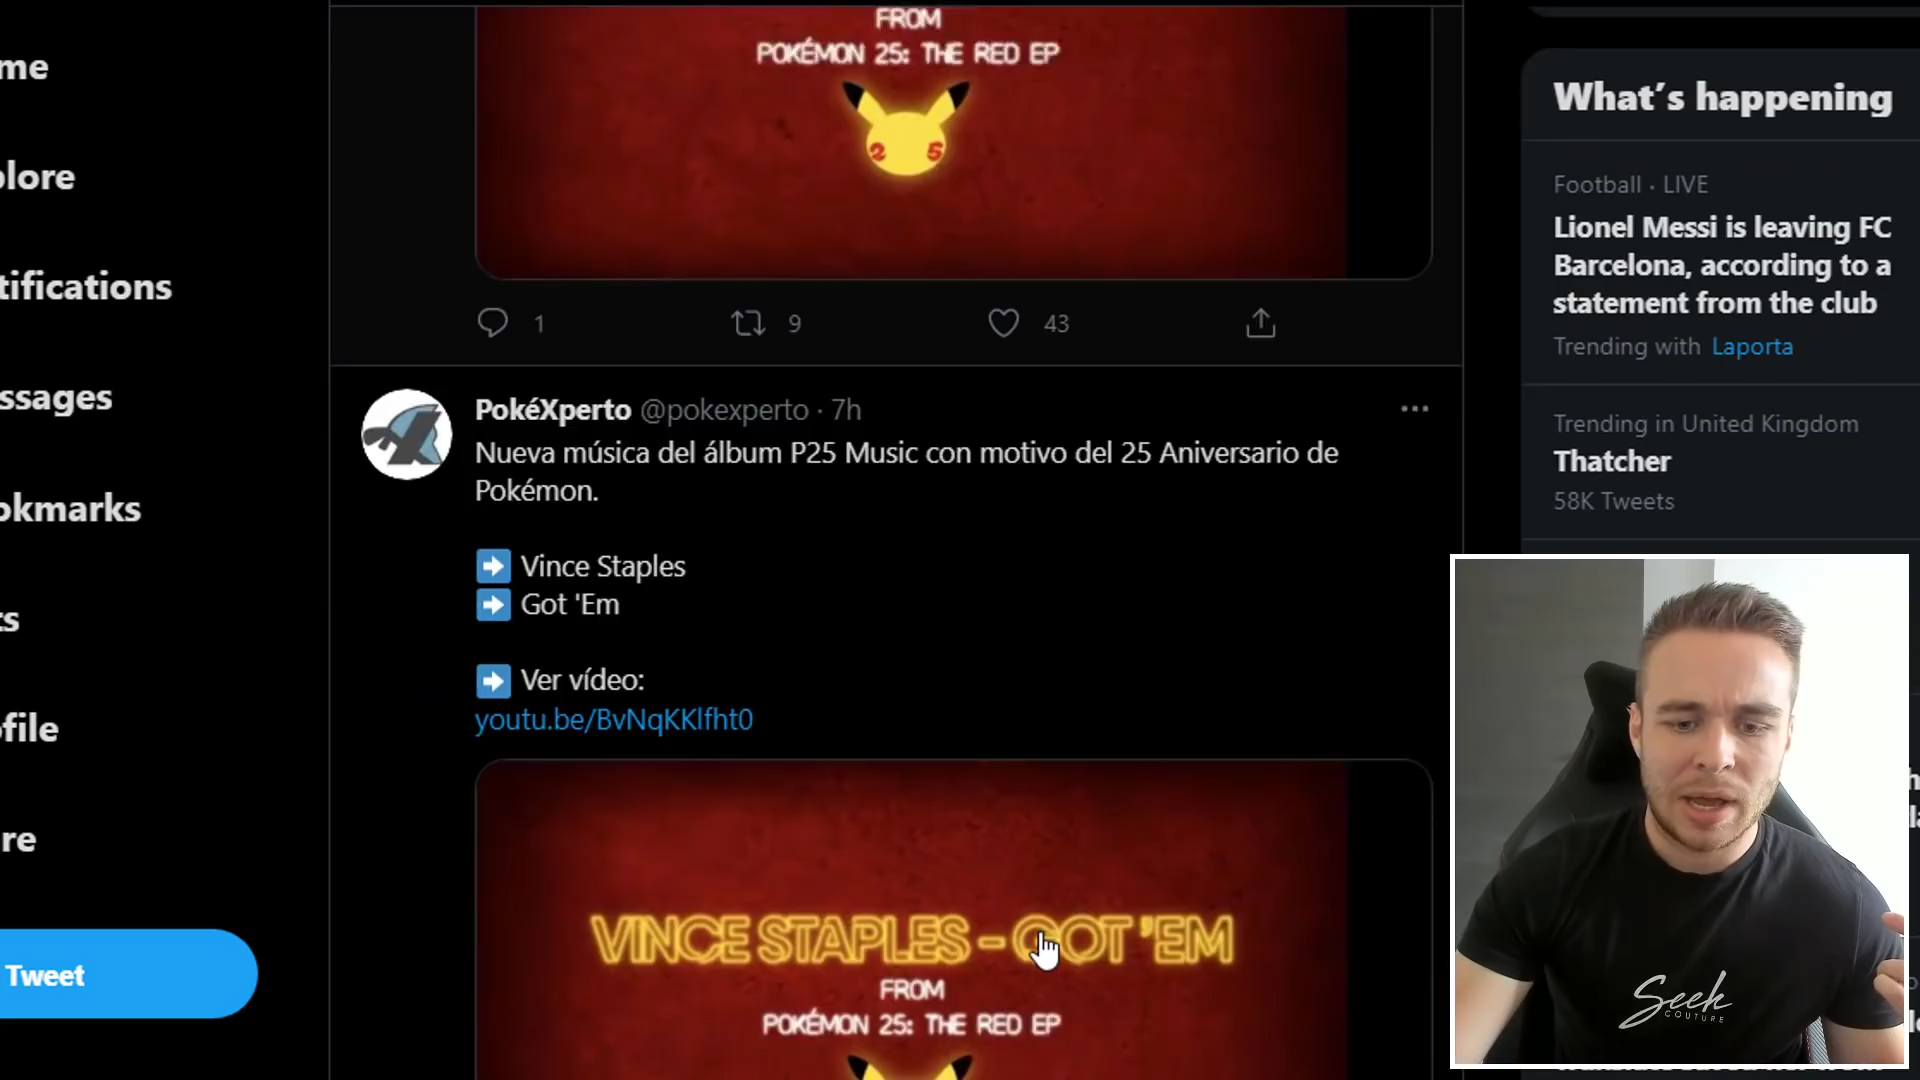 me
plore
tifications
ssages
okmarks
ts
ofile
re
Tweet
FROM
POKÉMON 25: THE RED EP
2 5
1
9
43
PokéXperto @pokexperto · 7h
Nueva música del álbum P25 Music con motivo del 25 Aniversario de
Pokémon.
Vince Staples
Got 'Em
Ver vídeo:
youtu.be/BvNqKKlfht0
VINCE STAPLES - GOT 'EM
FROM
POKÉMON 25: THE RED EP
What's happening
Football · LIVE
Lionel Messi is leaving FC
Barcelona, according to a
statement from the club
Trending with Laporta
Trending in United Kingdom
Thatcher
58K Tweets
Seek
COUTURE